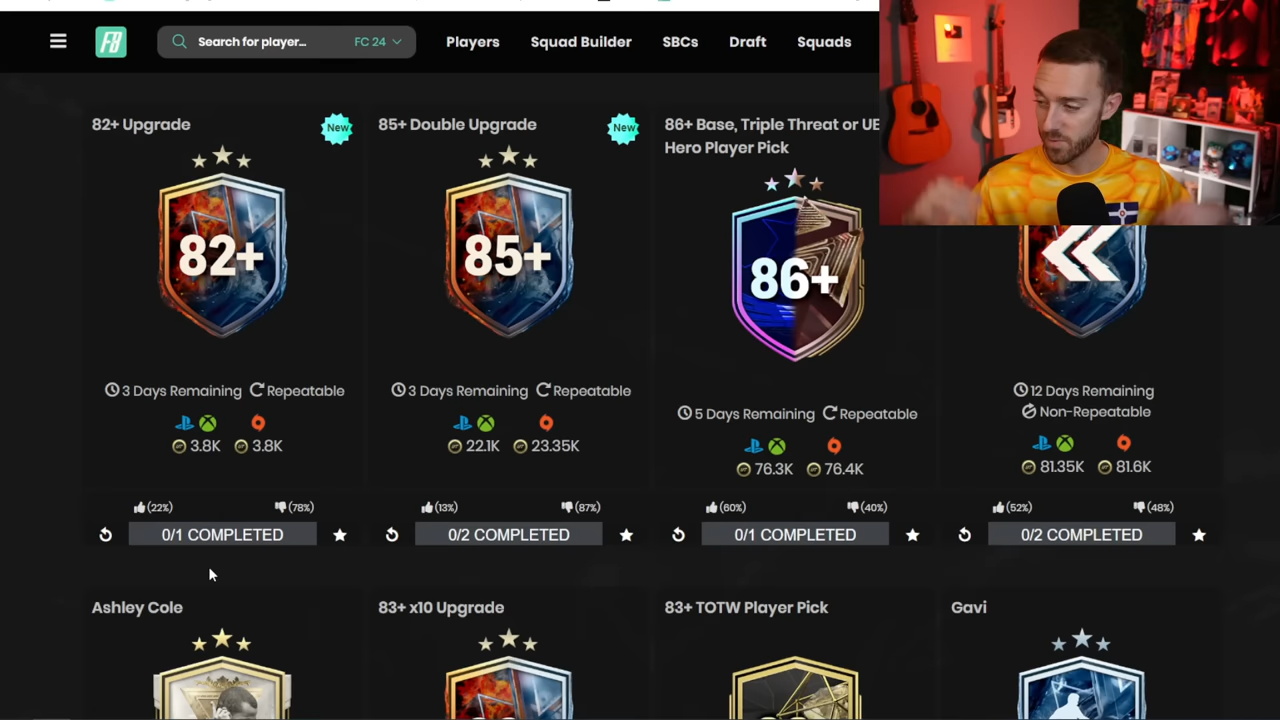 FB
Search for player...
FC 24
Players
Squad Builder
SBCs
Draft
Squads
82+ Upgrade
New
82+
3 Days Remaining
Repeatable
3.8K
3.8K
(22%)
(78%)
0/1 COMPLETED
85+ Double Upgrade
New
85+
3 Days Remaining
Repeatable
22.1K
23.35K
(13%)
(87%)
0/2 COMPLETED
86+ Base, Triple Threat or UE
Hero Player Pick
86+
5 Days Remaining
Repeatable
76.3K
76.4K
(60%)
(40%)
0/1 COMPLETED
12 Days Remaining
Non-Repeatable
81.35K
81.6K
(52%)
(48%)
0/2 COMPLETED
Ashley Cole
83+ x10 Upgrade
83+ TOTW Player Pick
Gavi